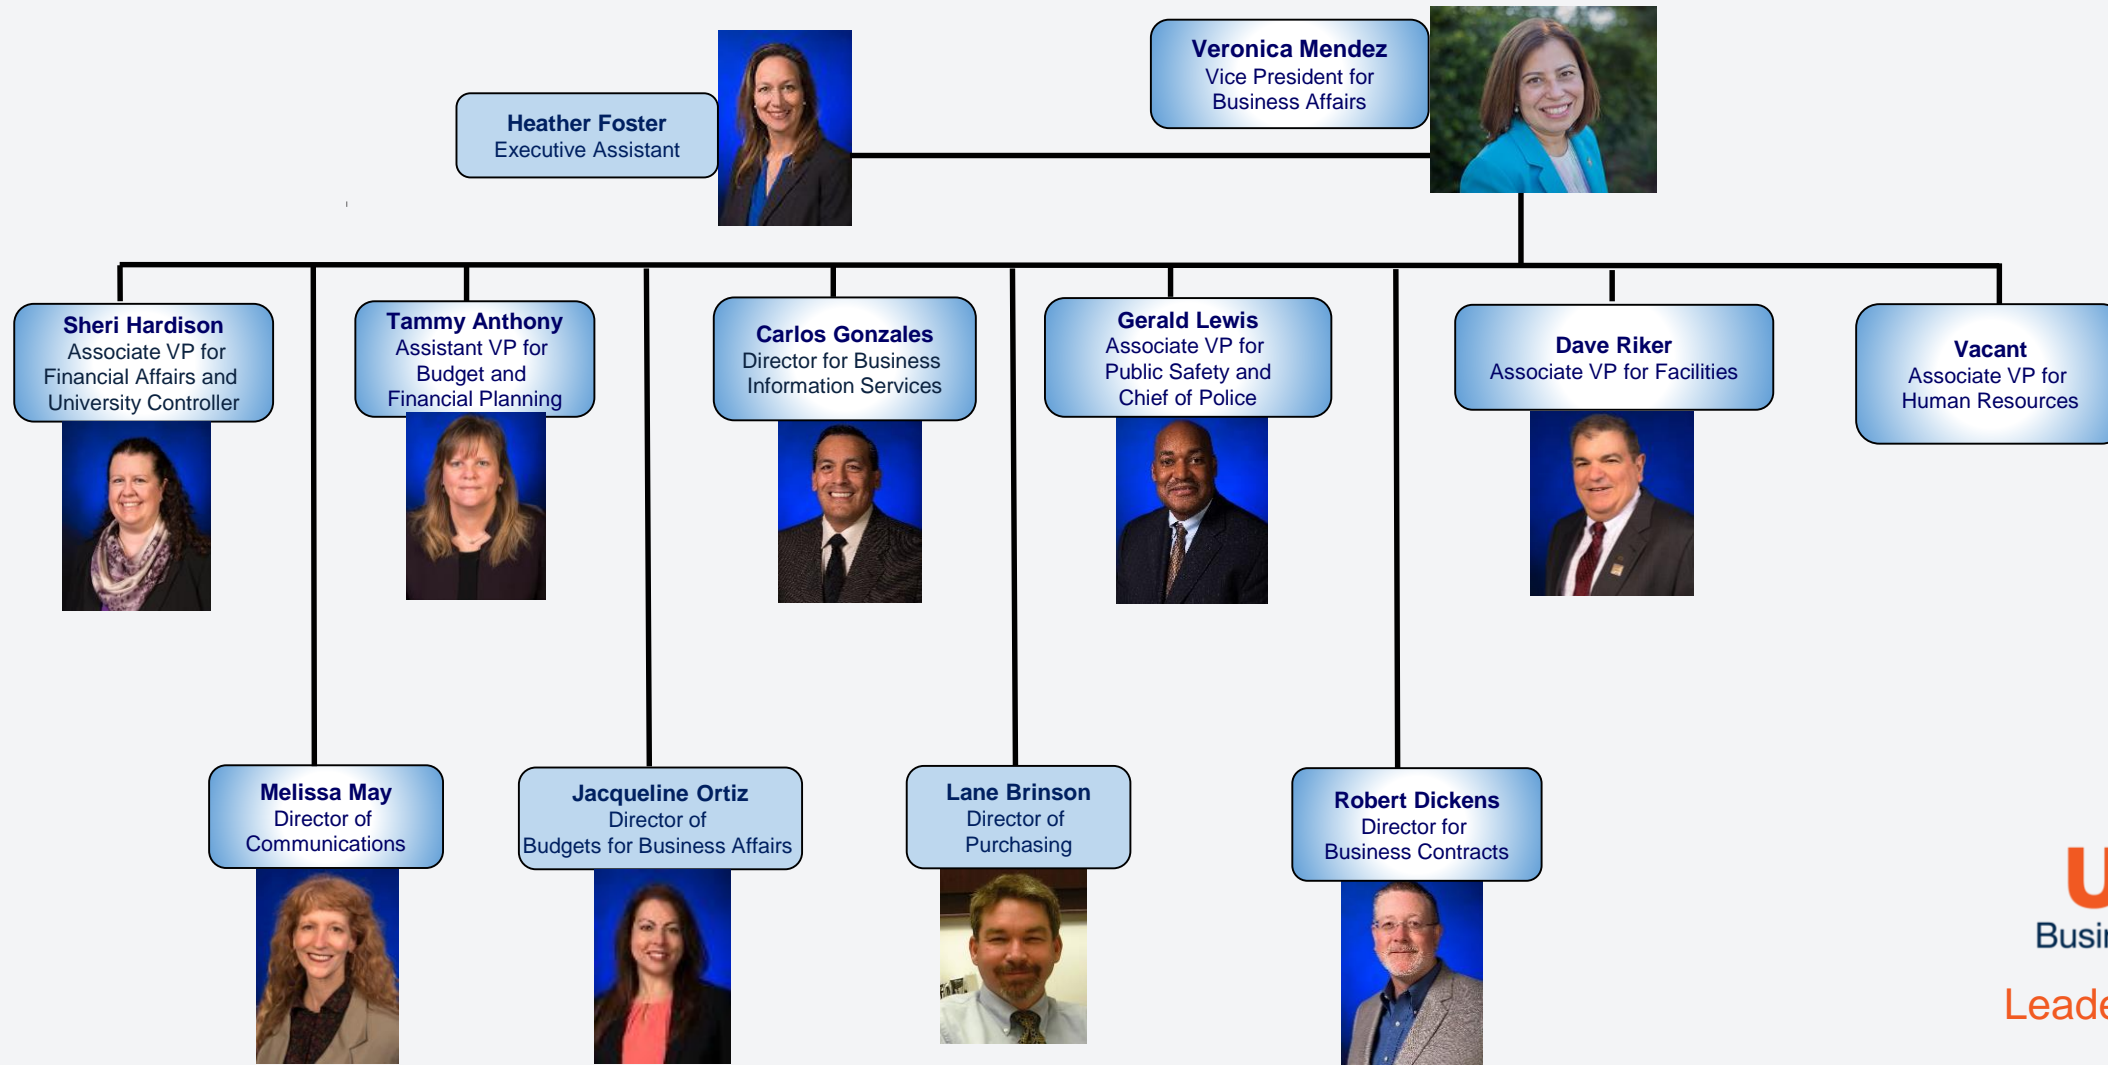 Veronica Mendez
Vice President for
Business Affairs
Heather Foster
Executive Assistant
Sheri Hardison
Associate VP for
Financial Affairs and
University Controller
Tammy Anthony
Assistant VP for
Budget and
Financial Planning
Carlos Gonzales
Director for Business
Information Services
Gerald Lewis
Associate VP for
Public Safety and
Chief of Police
Dave Riker
Associate VP for Facilities
Vacant
Associate VP for
Human Resources
Melissa May
Director of
Communications
Jacqueline Ortiz
Director of
Budgets for Business Affairs
Lane Brinson
Director of
Purchasing
Robert Dickens
Director for
Business Contracts
U
Busin
Leade